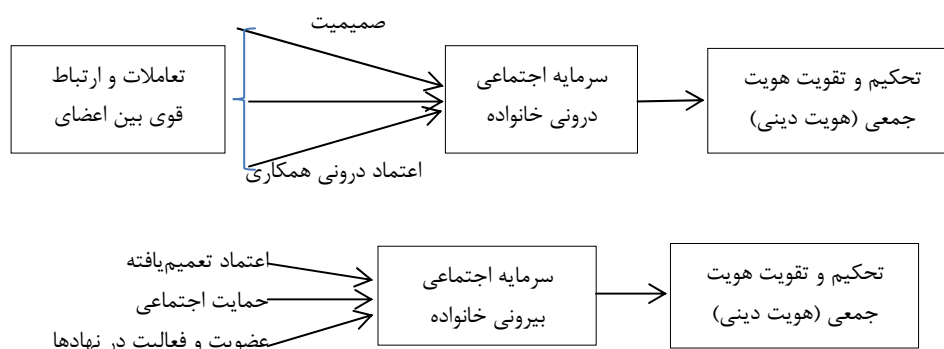 صمیمیت
تعاملات و ارتباط
قوی بین اعضای
سرمایه اجتماعی
درونی خانواده
تحکیم و تقویت هویت
جمعی (هویت دینی)
اعتماد درونی همکاری
اعتماد تعمیم‌یافته
حمایت اجتماعی
عضویت و فعالیت در نهادها
سرمایه اجتماعی
بیرونی خانواده
تحکیم و تقویت هویت
جمعی (هویت دینی)